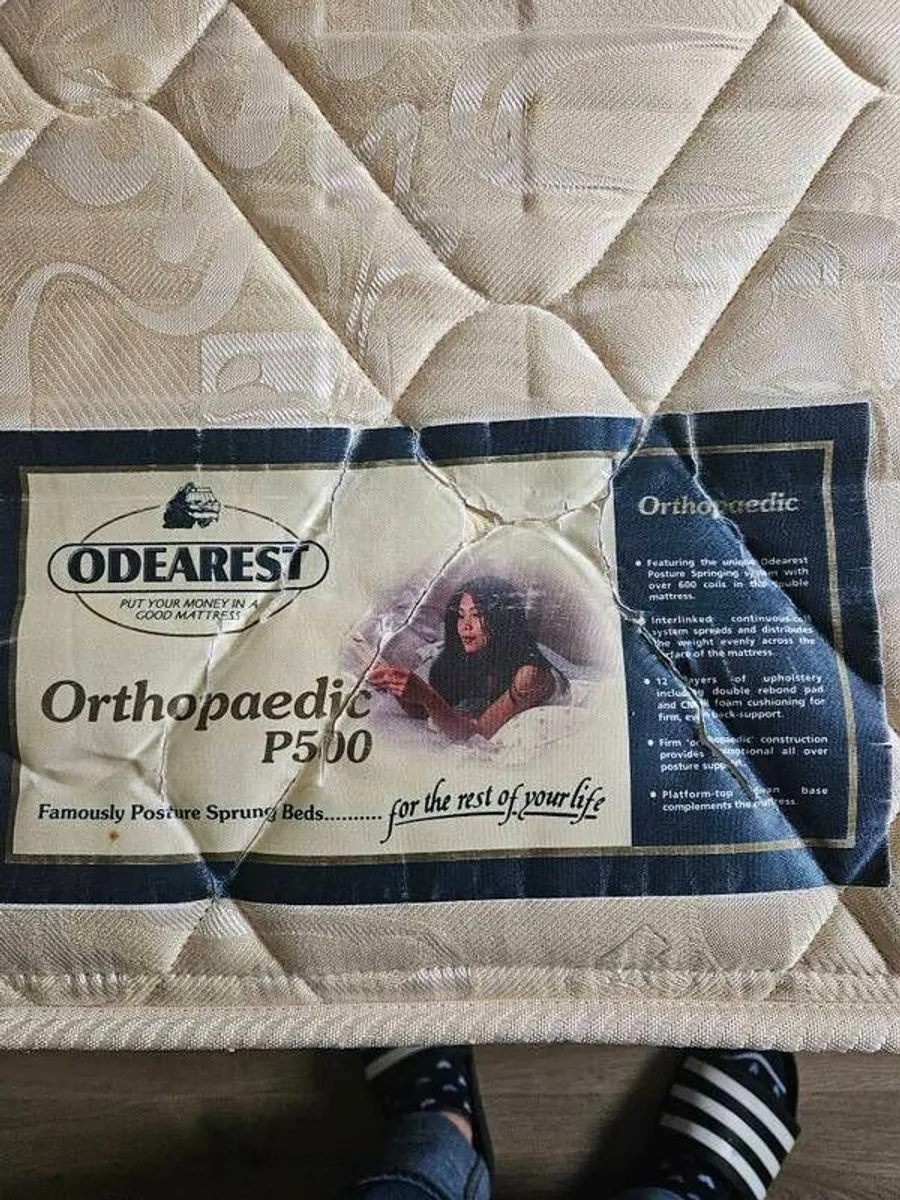 ODEAREST
PUT YOUR MONEY IN A
GOOD MATTRESS
Orthopaedic
P500
Famously Posture Sprung Beds.......... for the rest of your life
Orthopaedic
• Featuring the unique Odearest
Posture Springing system with
over 600 coils in the double
mattress.
• Interlinked continuous-coil
system spreads and distributes
the weight evenly across the
surface of the mattress.
• 12 layers of upholstery
including double rebond pad
and foam cushioning for
firm, even back-support.
• Firm 'orthopaedic' construction
provides all over
posture support.
• Platform-top divan base
complements the mattress.